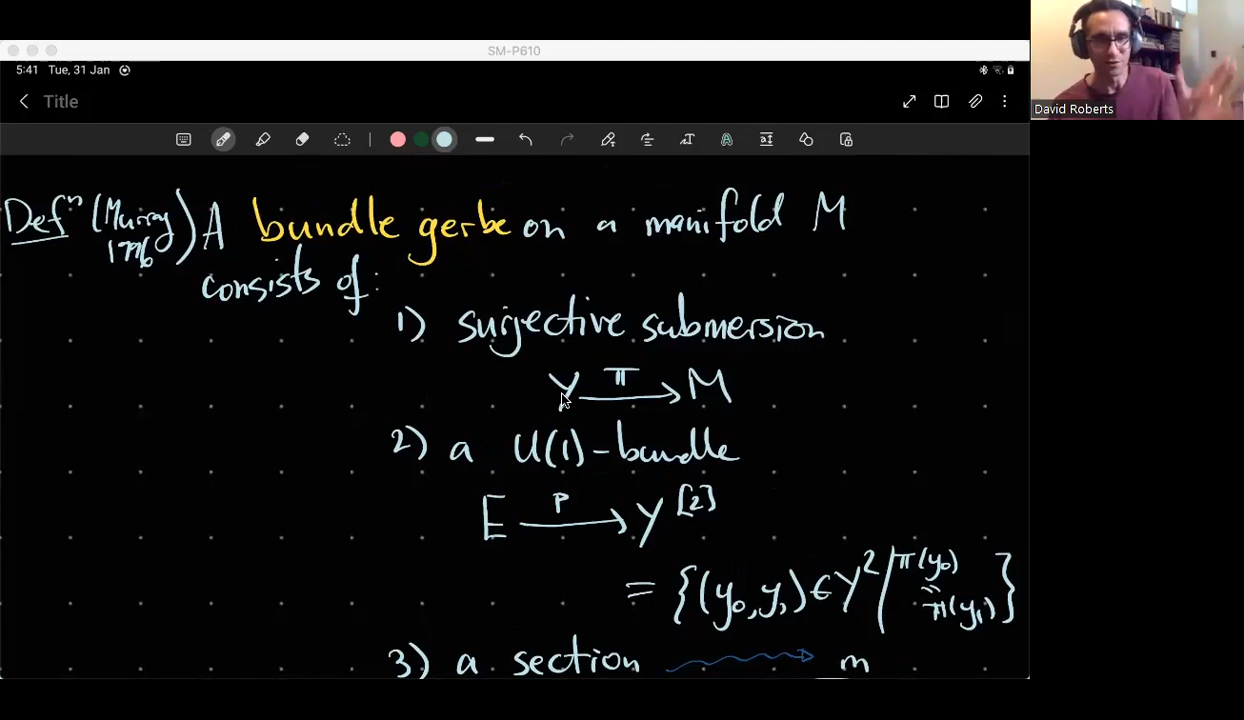 SM-P610
5:41 Tue, 31 Jan
Title
David Roberts
Defⁿ (Murray 1996) A bundle gerbe on a manifold M
consists of:
1) surjective submersion
Y —π→ M
2) a U(1)-bundle
E —p→ Y^[2]
= {(y₀, y₁) ∈ Y² | π(y₀) = π(y₁)}
3) a section ⟿ m